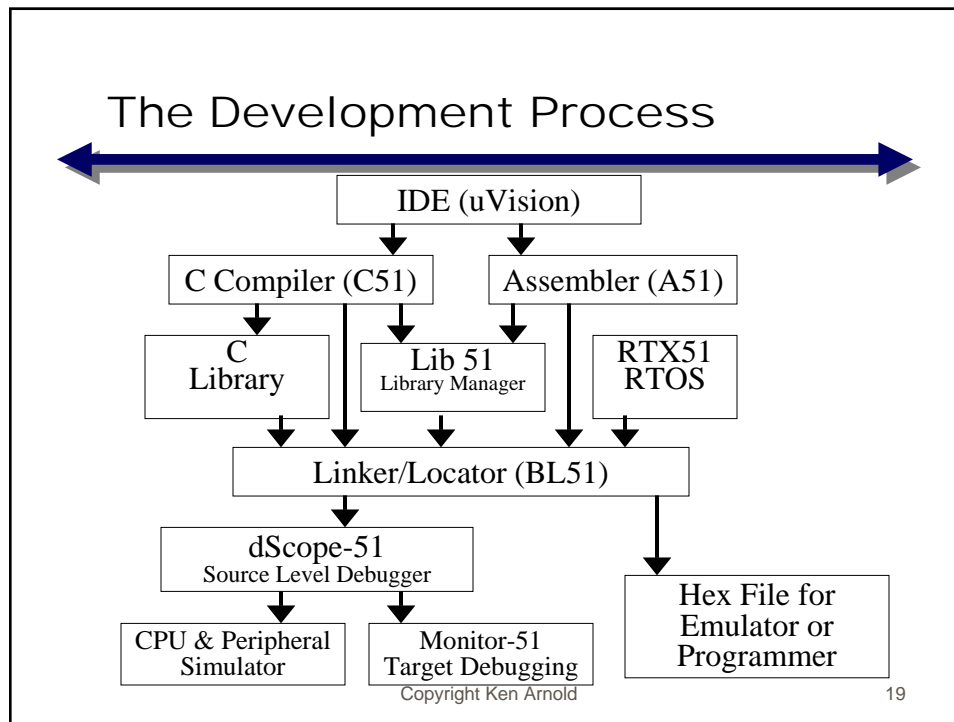 The Development Process
IDE (uVision)
C Compiler (C51)
Assembler (A51)
C
Library
Lib 51
Library Manager
RTX51
RTOS
Linker/Locator (BL51)
dScope-51
Source Level Debugger
Hex File for
Emulator or
Programmer
CPU & Peripheral
Simulator
Monitor-51
Target Debugging
Copyright Ken Arnold
19